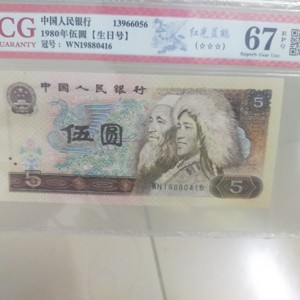 CG
GUARANTY
中国人民银行
13966056
1980年伍圆【生日号】
冠号：WN19880416
红光蓝鹤
(☆☆☆)
67 EPQ
Superb Gem Unc
中国人民银行
5
伍圆
WN19880416
5
5